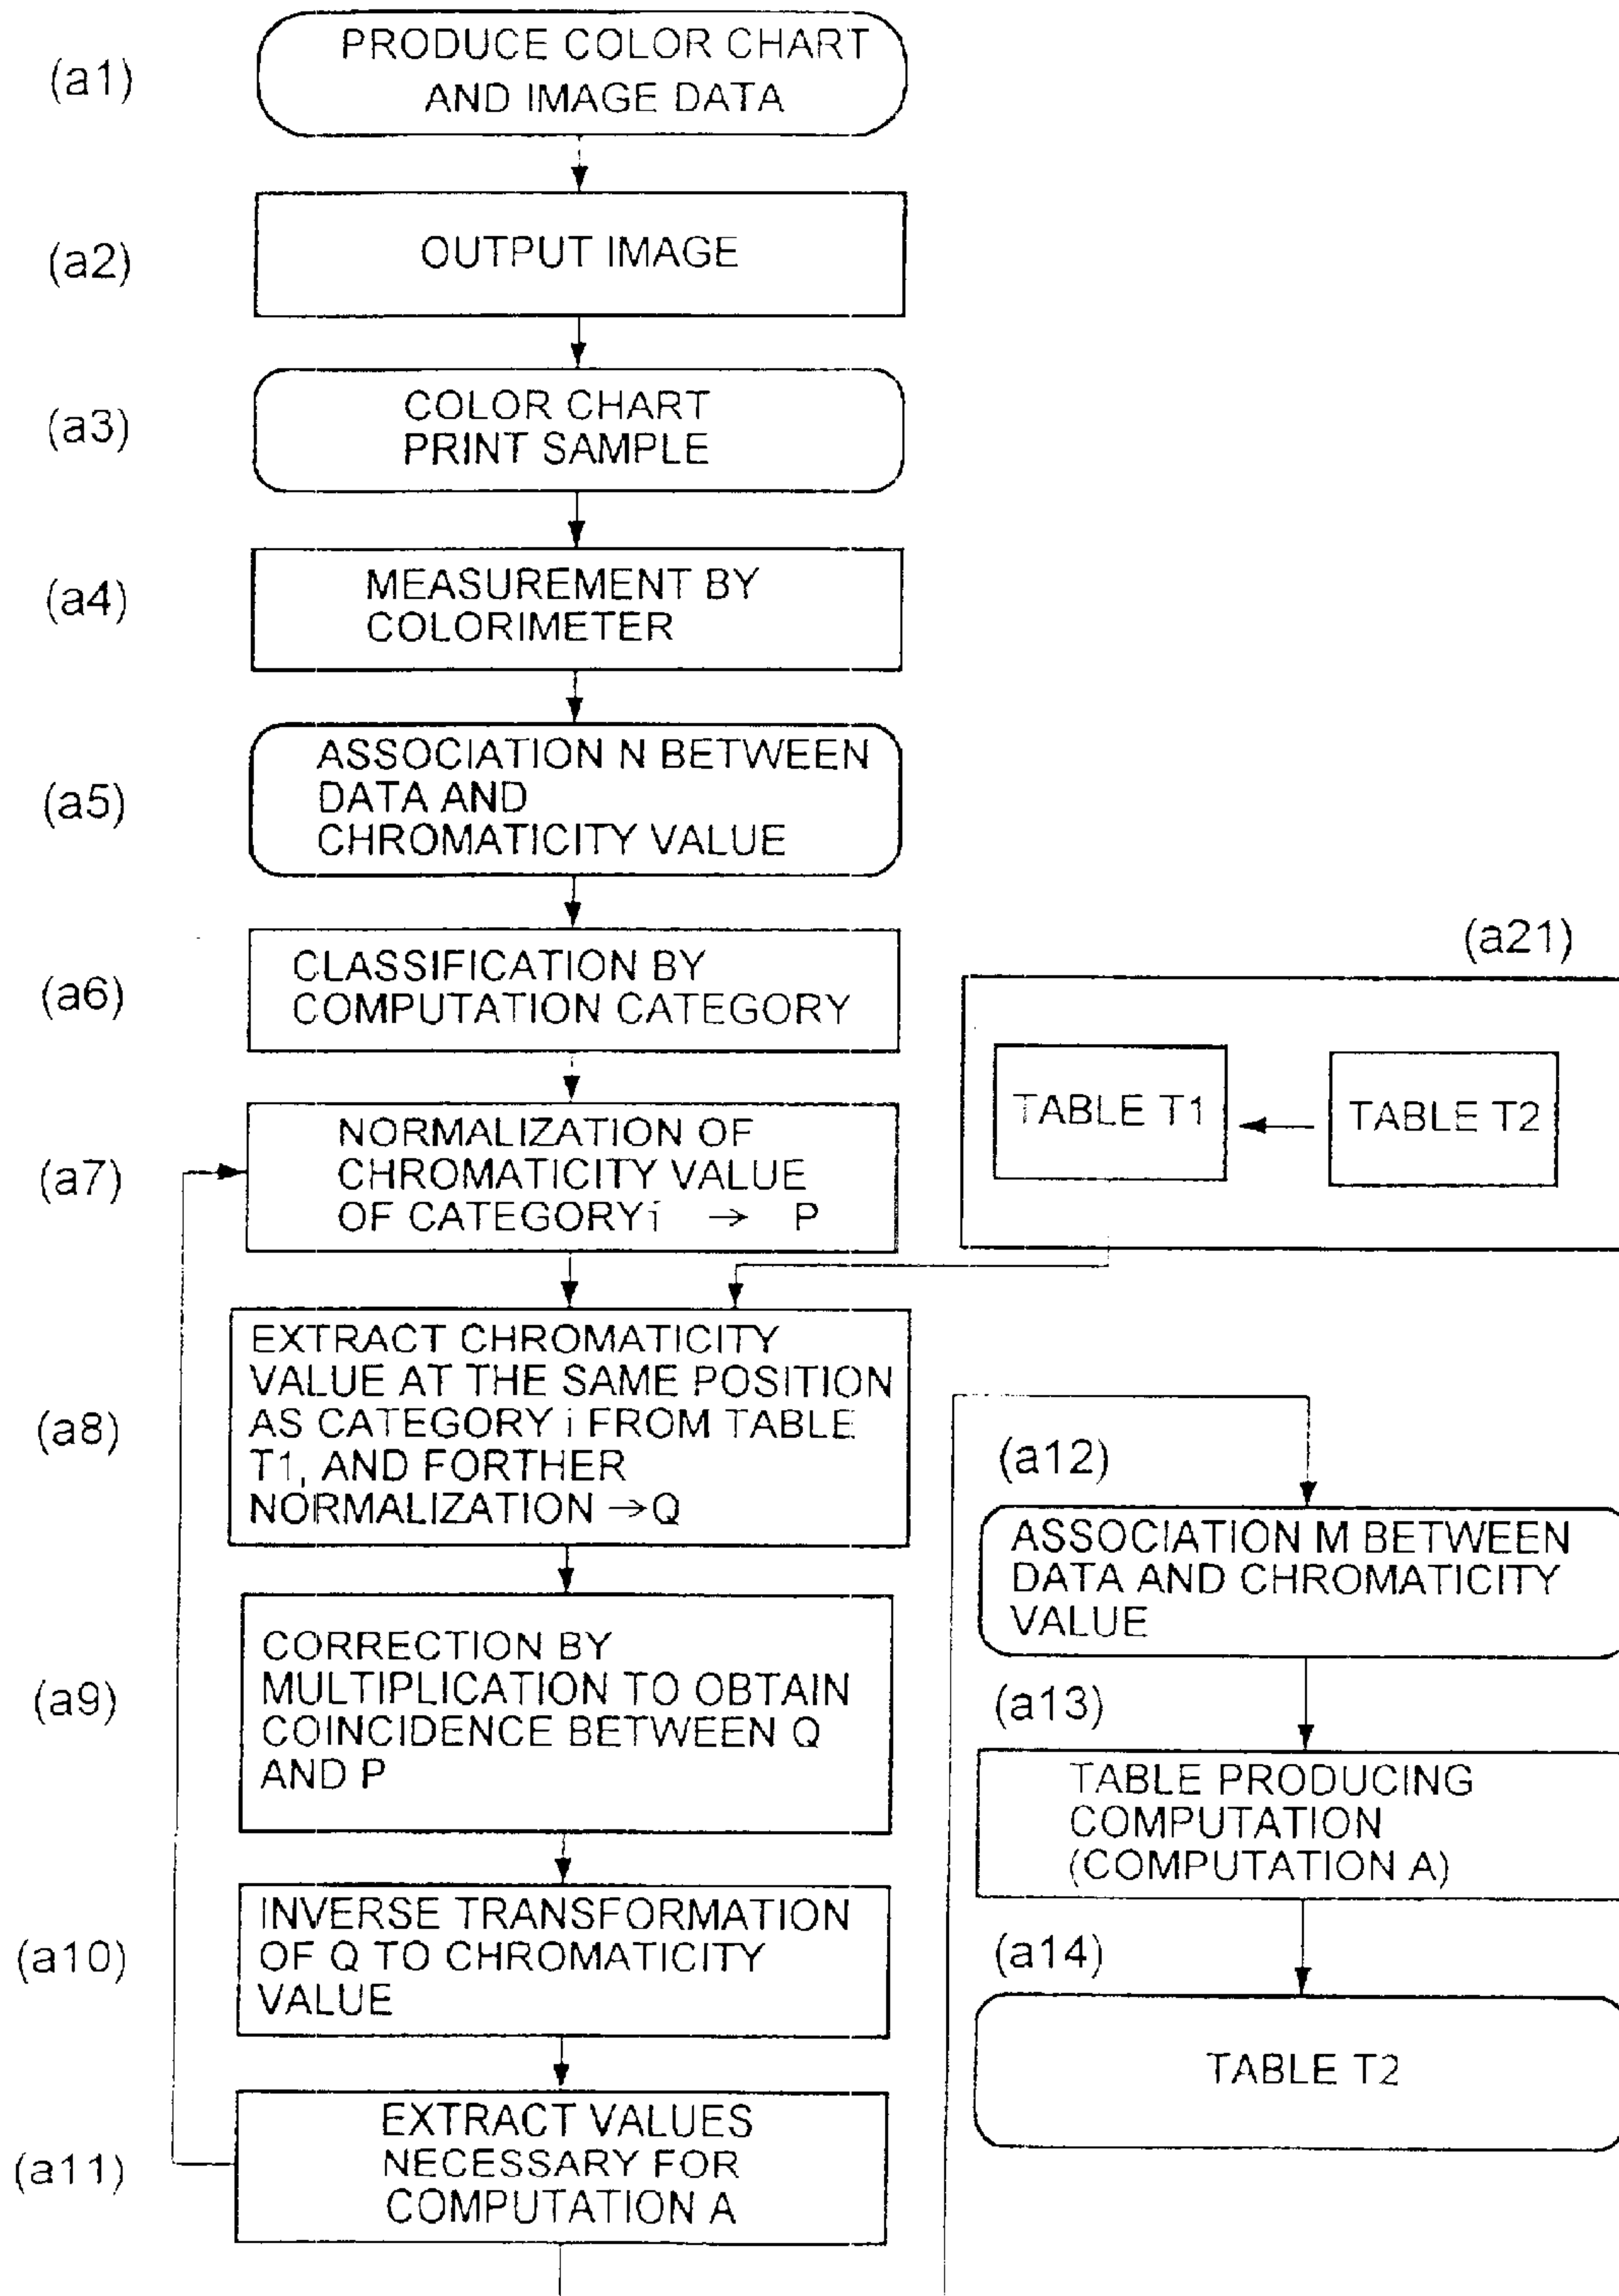 (a1)
PRODUCE COLOR CHART
AND IMAGE DATA
(a2)
OUTPUT IMAGE
(a3)
COLOR CHART
PRINT SAMPLE
(a4)
MEASUREMENT BY
COLORIMETER
(a5)
ASSOCIATION N BETWEEN
DATA AND
CHROMATICITY VALUE
(a6)
CLASSIFICATION BY
COMPUTATION CATEGORY
(a7)
NORMALIZATION OF
CHROMATICITY VALUE
OF CATEGORY i → P
(a21)
TABLE T1
TABLE T2
(a8)
EXTRACT CHROMATICITY
VALUE AT THE SAME POSITION
AS CATEGORY i FROM TABLE
T1, AND FORTHER
NORMALIZATION → Q
(a9)
CORRECTION BY
MULTIPLICATION TO OBTAIN
COINCIDENCE BETWEEN Q
AND P
(a10)
INVERSE TRANSFORMATION
OF Q TO CHROMATICITY
VALUE
(a11)
EXTRACT VALUES
NECESSARY FOR
COMPUTATION A
(a12)
ASSOCIATION M BETWEEN
DATA AND CHROMATICITY
VALUE
(a13)
TABLE PRODUCING
COMPUTATION
(COMPUTATION A)
(a14)
TABLE T2